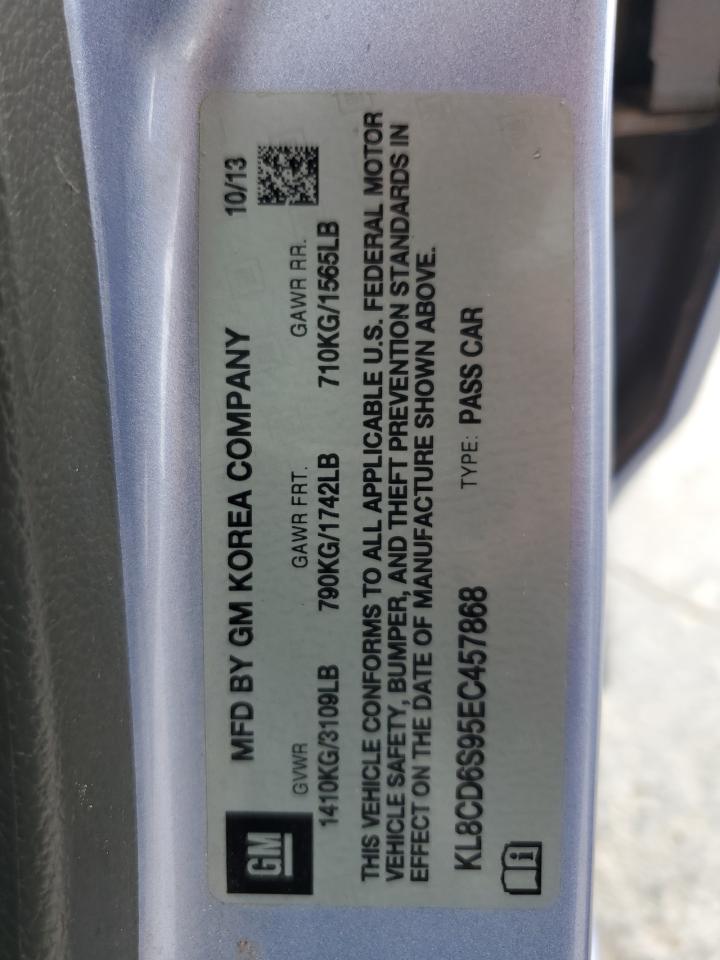 MFD BY GM KOREA COMPANY 10/13
GM
GVWR GAWR FRT. GAWR RR.
1410KG/3109LB 790KG/1742LB 710KG/1565LB
THIS VEHICLE CONFORMS TO ALL APPLICABLE U.S. FEDERAL MOTOR
VEHICLE SAFETY, BUMPER, AND THEFT PREVENTION STANDARDS IN
EFFECT ON THE DATE OF MANUFACTURE SHOWN ABOVE.
KL8CD6S95EC457868 TYPE: PASS CAR